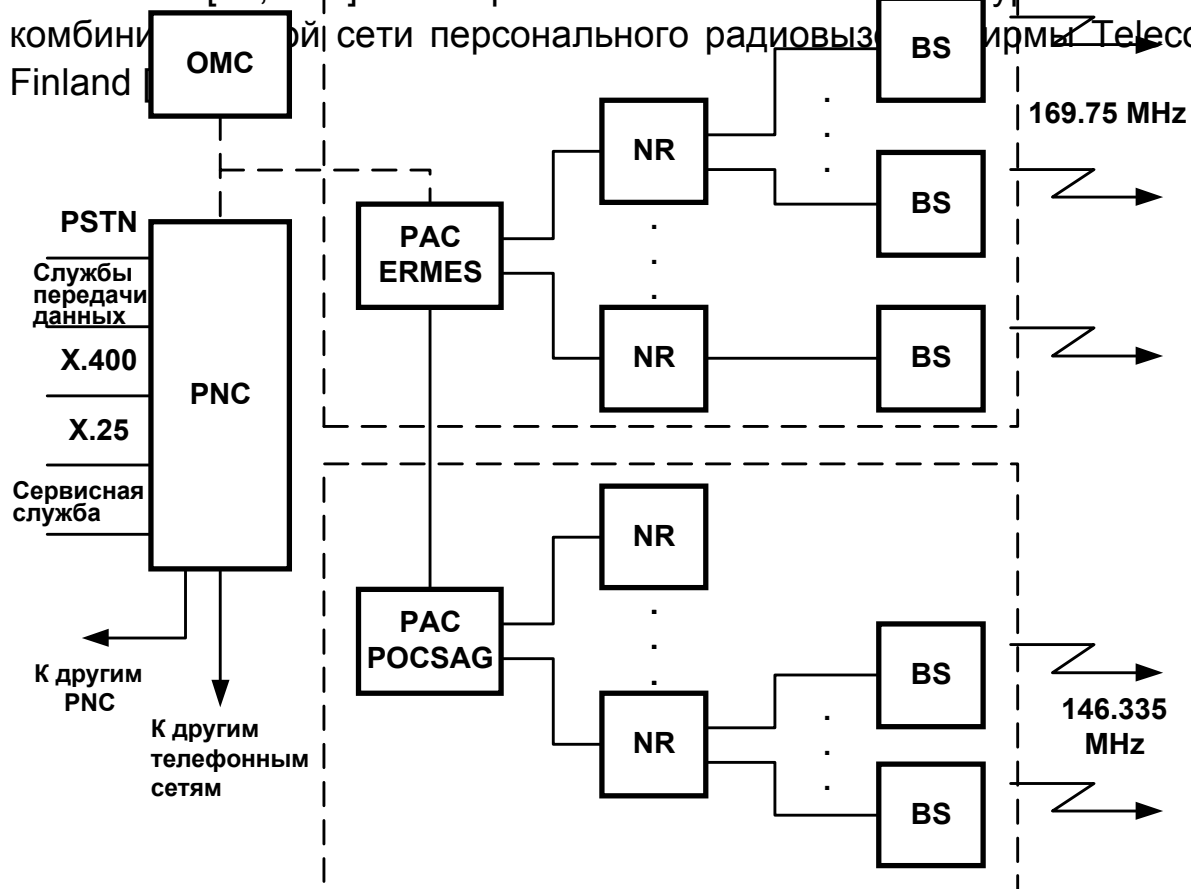 комбини ой сети персонального
Finland
OMC
BS
169.75 MHz
NR
BS
PSTN
PAC
ERMES
Службы
передачи
данных
NR
BS
X.400
PNC
X.25
Сервисная
служба
NR
PAC
POCSAG
BS
К другим
PNC
146.335
MHz
NR
К другим
телефонным
сетям
BS